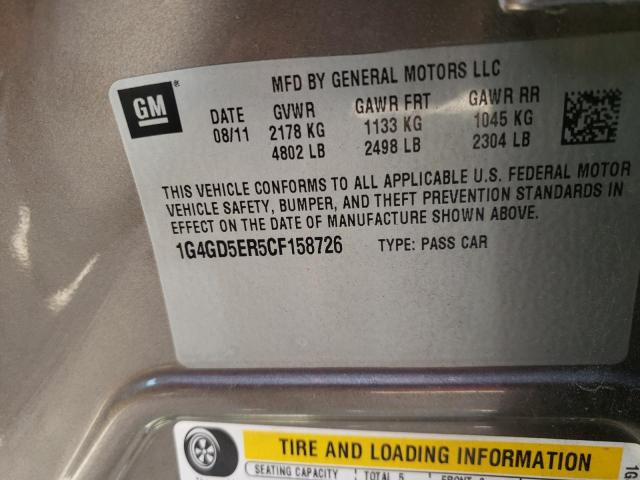 GM
®
MFD BY GENERAL MOTORS LLC
DATE GVWR GAWR FRT GAWR RR
08/11 2178 KG 1133 KG 1045 KG
4802 LB 2498 LB 2304 LB
THIS VEHICLE CONFORMS TO ALL APPLICABLE U.S. FEDERAL MOTOR
VEHICLE SAFETY, BUMPER, AND THEFT PREVENTION STANDARDS IN
EFFECT ON THE DATE OF MANUFACTURE SHOWN ABOVE.
1G4GD5ER5CF158726 TYPE: PASS CAR
TIRE AND LOADING INFORMATION
SEATING CAPACITY TOTAL 5 FRONT
1G